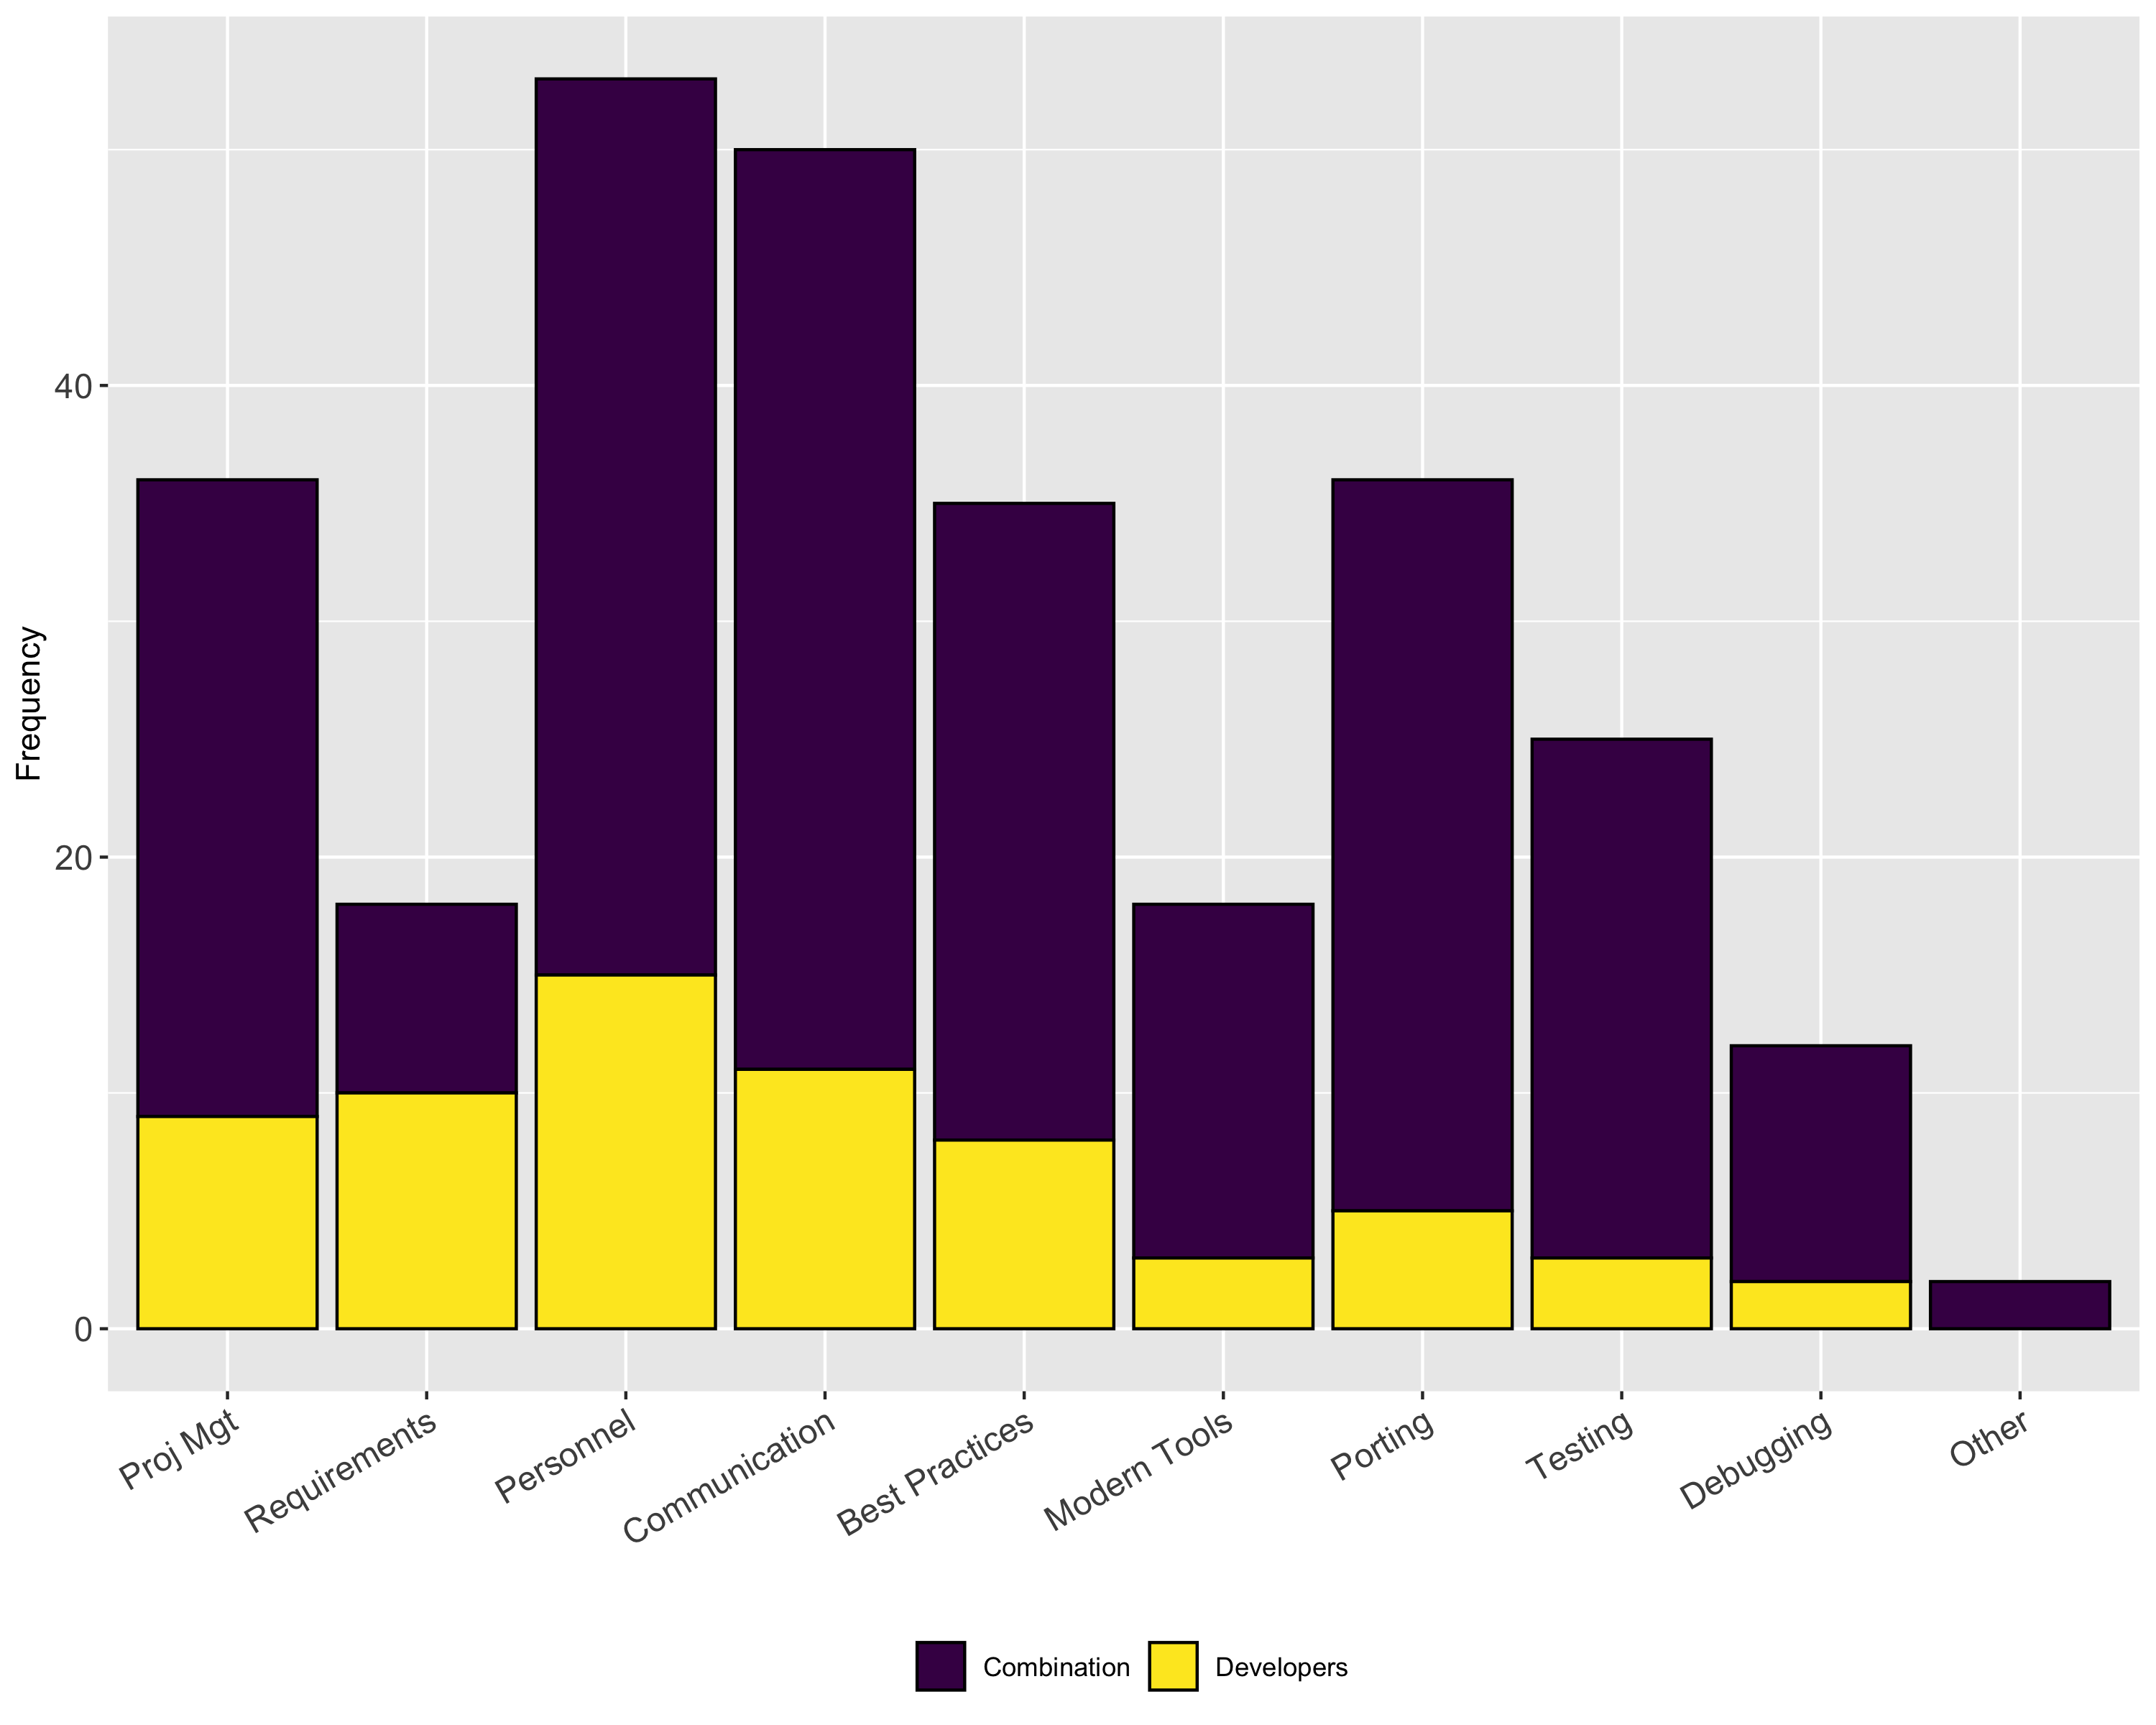 Frequency
40
20
0
Proj Mgt
Requirements
Personnel
Communication
Best Practices
Modern Tools
Porting
Testing
Debugging
Other
Combination
Developers